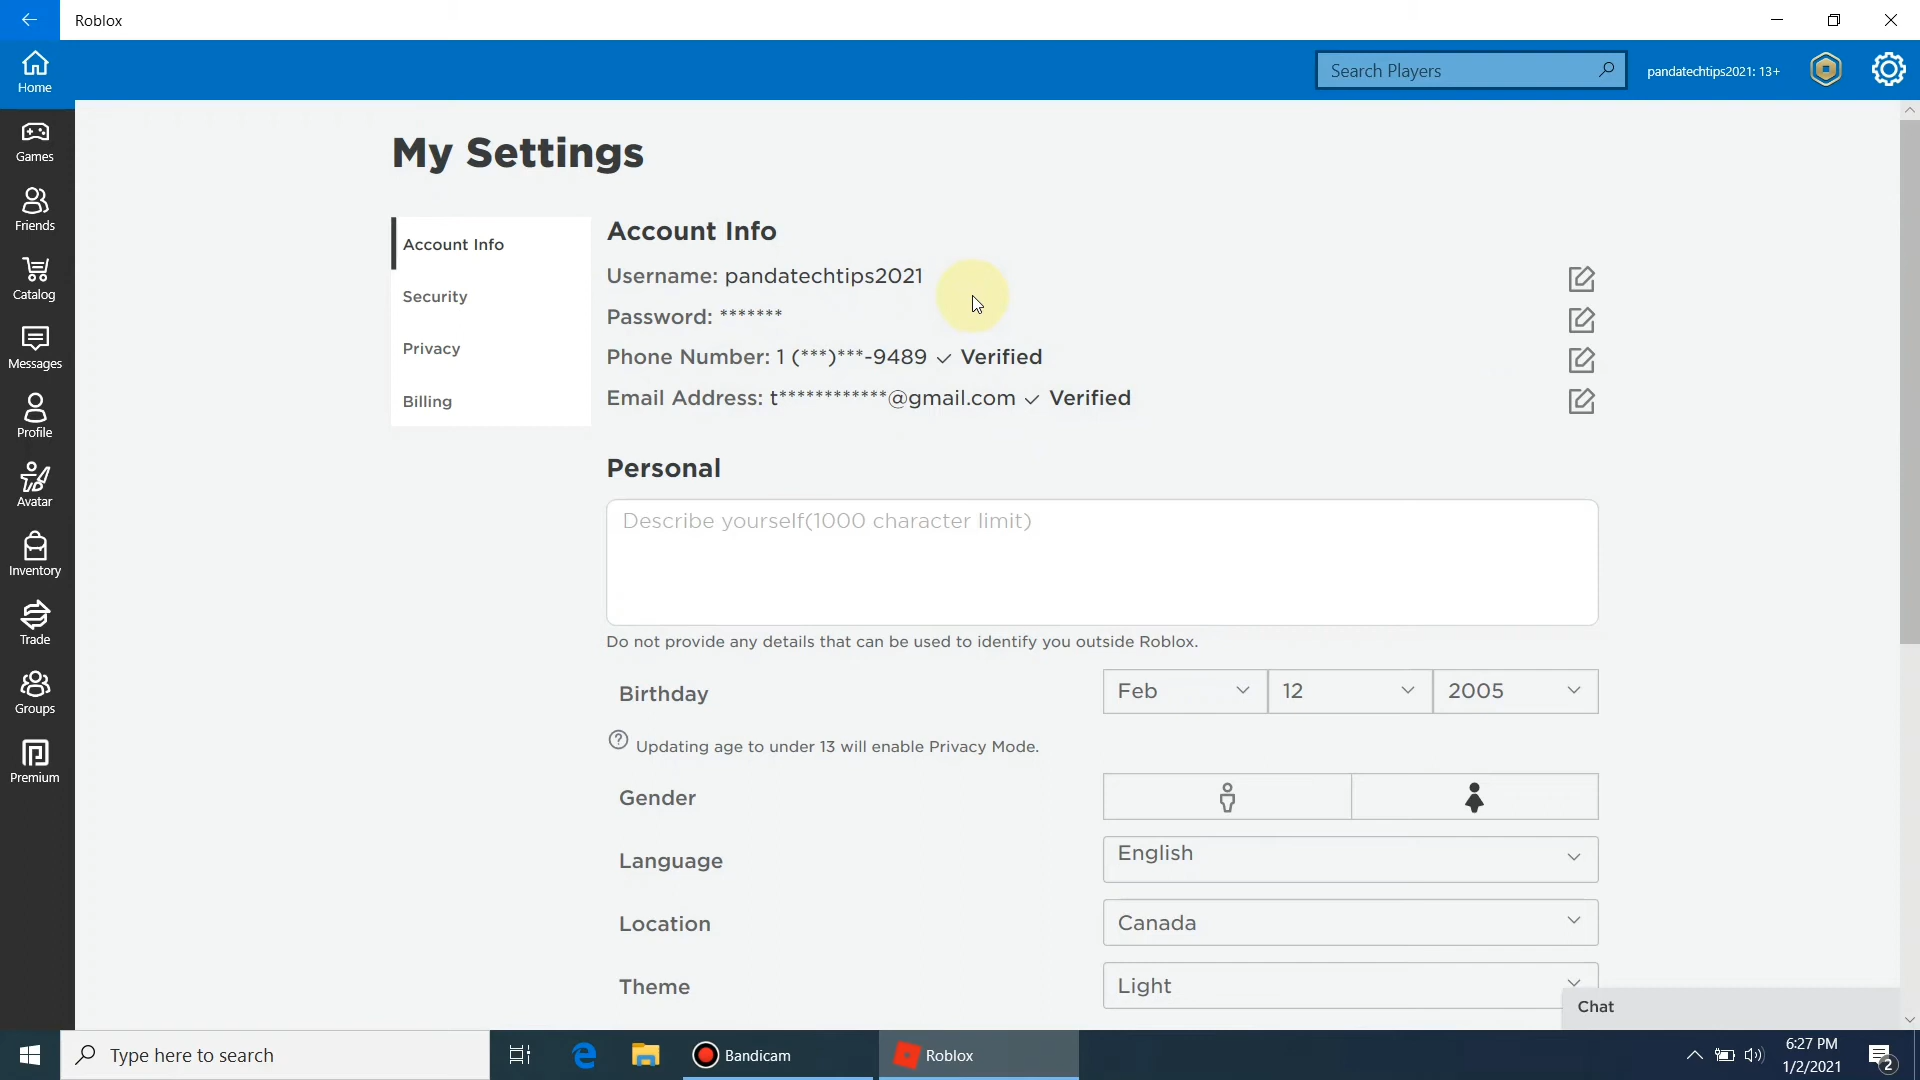 Roblox
Home
Search Players
pandatechtips2021: 13+
Games
Friends
Catalog
Messages
Profile
Avatar
Inventory
Trade
Groups
Premium
My Settings
Account Info
Security
Privacy
Billing
Account Info
Username: pandatechtips2021
Password: *******
Phone Number: 1 (***)***-9489 ✓ Verified
Email Address: t************@gmail.com ✓ Verified
Personal
Describe yourself(1000 character limit)
Do not provide any details that can be used to identify you outside Roblox.
Birthday Feb 12 2005
Updating age to under 13 will enable Privacy Mode.
Gender
Language English
Location Canada
Theme Light
Chat
Type here to search
Bandicam
Roblox
6:27 PM
1/2/2021
2